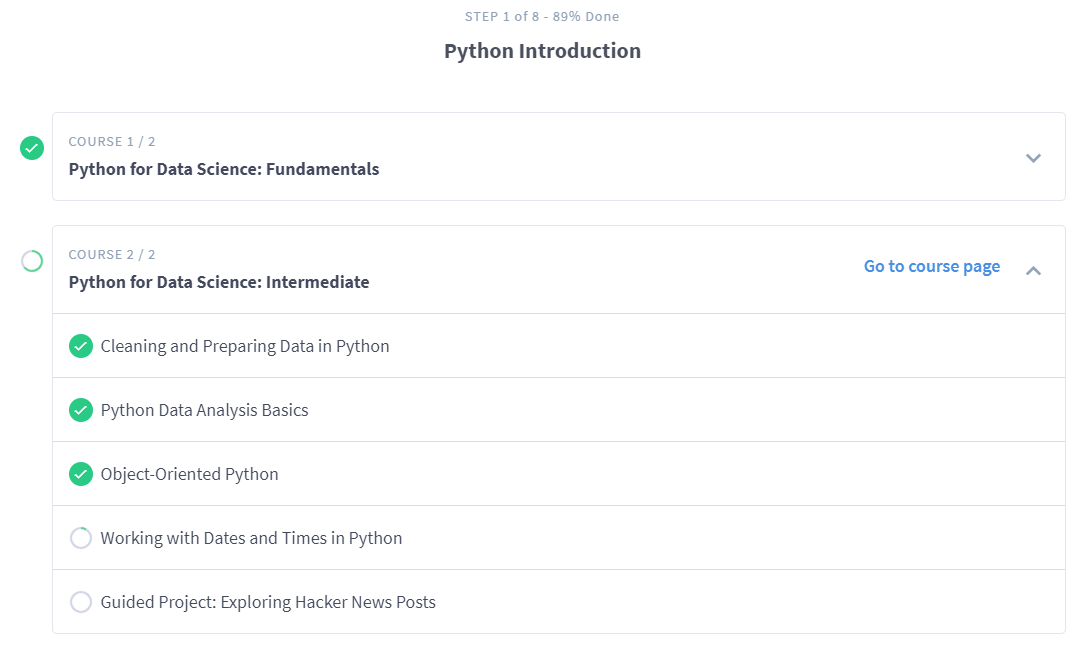 STEP 1 of 8 - 89% Done
Python Introduction
COURSE 1 / 2
Python for Data Science: Fundamentals
COURSE 2 / 2
Python for Data Science: Intermediate
Go to course page
Cleaning and Preparing Data in Python
Python Data Analysis Basics
Object-Oriented Python
Working with Dates and Times in Python
Guided Project: Exploring Hacker News Posts